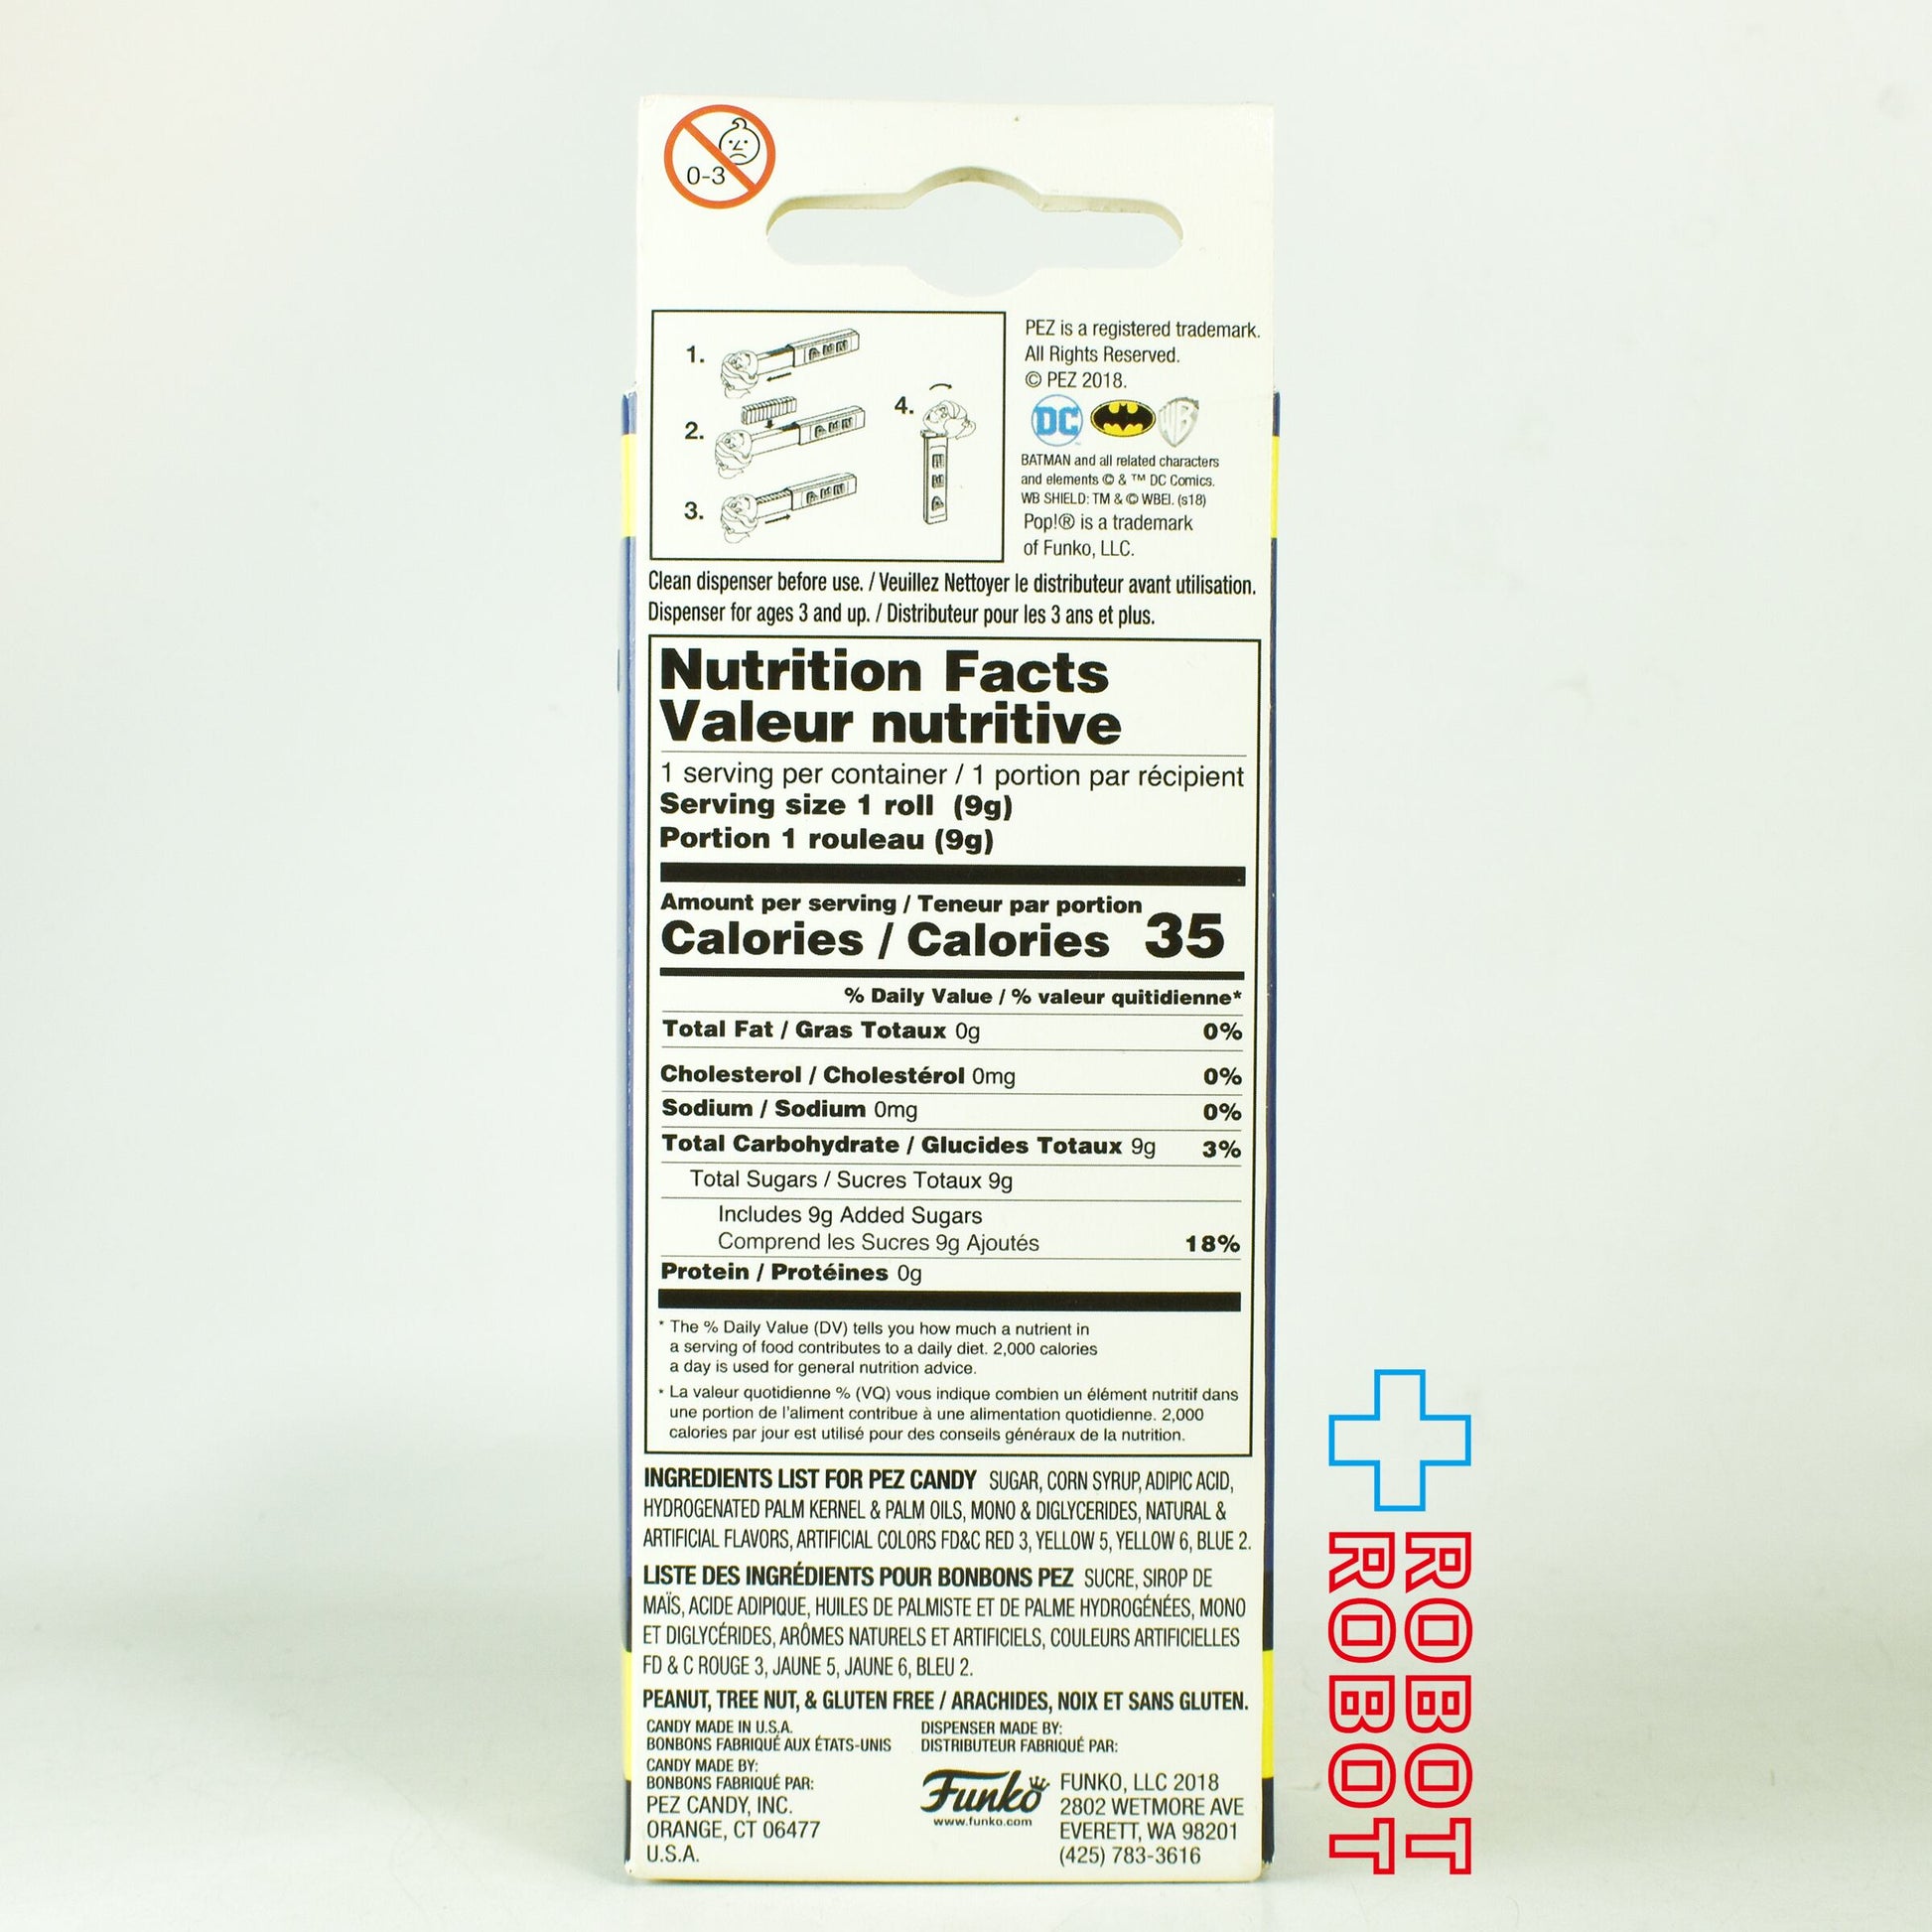 0-3
1.
2.
3.
4.
PEZ is a registered trademark.
All Rights Reserved.
© PEZ 2018.
DC
WB
BATMAN and all related characters
and elements © & ™ DC Comics.
WB SHIELD: TM & © WBEI. (s18)
Pop!® is a trademark
of Funko, LLC.
Clean dispenser before use. / Veuillez Nettoyer le distributeur avant utilisation.
Dispenser for ages 3 and up. / Distributeur pour les 3 ans et plus.
Nutrition Facts
Valeur nutritive
1 serving per container / 1 portion par récipient
Serving size 1 roll (9g)
Portion 1 rouleau (9g)
Amount per serving / Teneur par portion
Calories / Calories 35
% Daily Value / % valeur quitidienne*
Total Fat / Gras Totaux 0g 0%
Cholesterol / Cholestérol 0mg 0%
Sodium / Sodium 0mg 0%
Total Carbohydrate / Glucides Totaux 9g 3%
Total Sugars / Sucres Totaux 9g
Includes 9g Added Sugars
Comprend les Sucres 9g Ajoutés 18%
Protein / Protéines 0g
* The % Daily Value (DV) tells you how much a nutrient in
a serving of food contributes to a daily diet. 2,000 calories
a day is used for general nutrition advice.
* La valeur quotidienne % (VQ) vous indique combien un élément nutritif dans
une portion de l'aliment contribue à une alimentation quotidienne. 2,000
calories par jour est utilisé pour des conseils généraux de la nutrition.
INGREDIENTS LIST FOR PEZ CANDY SUGAR, CORN SYRUP, ADIPIC ACID,
HYDROGENATED PALM KERNEL & PALM OILS, MONO & DIGLYCERIDES, NATURAL &
ARTIFICIAL FLAVORS, ARTIFICIAL COLORS FD&C RED 3, YELLOW 5, YELLOW 6, BLUE 2.
LISTE DES INGRÉDIENTS POUR BONBONS PEZ SUCRE, SIROP DE
MAÏS, ACIDE ADIPIQUE, HUILES DE PALMISTE ET DE PALME HYDROGÉNÉES, MONO
ET DIGLYCÉRIDES, ARÔMES NATURELS ET ARTIFICIELS, COULEURS ARTIFICIELLES
FD & C ROUGE 3, JAUNE 5, JAUNE 6, BLEU 2.
PEANUT, TREE NUT, & GLUTEN FREE / ARACHIDES, NOIX ET SANS GLUTEN.
CANDY MADE IN U.S.A.
BONBONS FABRIQUÉ AUX ÉTATS-UNIS
CANDY MADE BY:
BONBONS FABRIQUÉ PAR:
PEZ CANDY, INC.
ORANGE, CT 06477
U.S.A.
DISPENSER MADE BY:
DISTRIBUTEUR FABRIQUÉ PAR:
Funko
www.funko.com
FUNKO, LLC 2018
2802 WETMORE AVE
EVERETT, WA 98201
(425) 783-3616
ROBOT
ROBOT